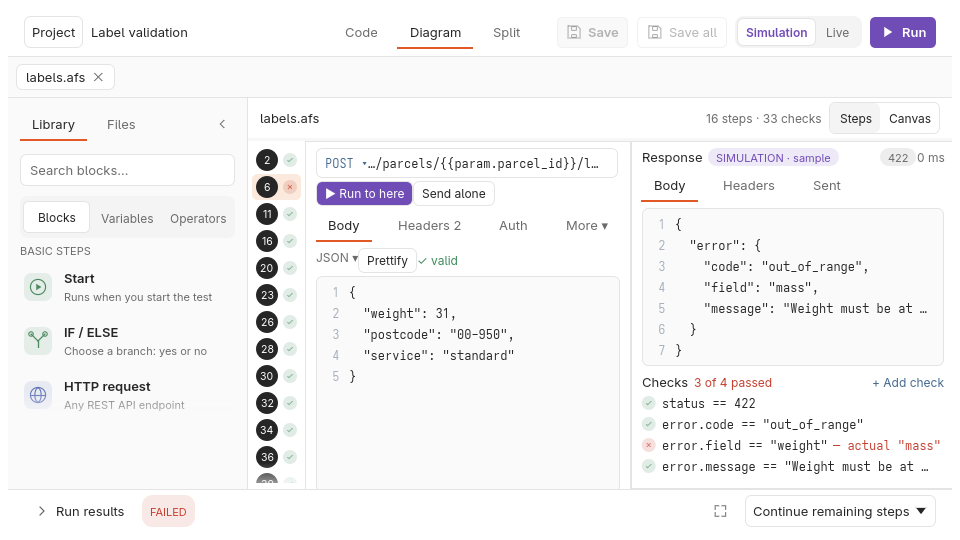 Project Label validation Code Diagram Split Save Save all Simulation Live Run
labels.afs
Library Files
labels.afs 16 steps · 33 checks Steps Canvas
Search blocks...
Blocks Variables Operators
BASIC STEPS
Start
Runs when you start the test
IF / ELSE
Choose a branch: yes or no
HTTP request
Any REST API endpoint
2
6
11
16
20
23
26
28
30
32
34
36
POST ▾ …/parcels/{{param.parcel_id}}/l…
Run to here Send alone
Body Headers 2 Auth More ▾
JSON ▾ Prettify ✓ valid
1 {
2 "weight": 31,
3 "postcode": "00-950",
4 "service": "standard"
5 }
Response SIMULATION · sample 422 0 ms
Body Headers Sent
1 {
2 "error": {
3 "code": "out_of_range",
4 "field": "mass",
5 "message": "Weight must be at …
6 }
7 }
Checks 3 of 4 passed + Add check
status == 422
error.code == "out_of_range"
error.field == "weight" — actual "mass"
error.message == "Weight must be at …
Run results FAILED Continue remaining steps